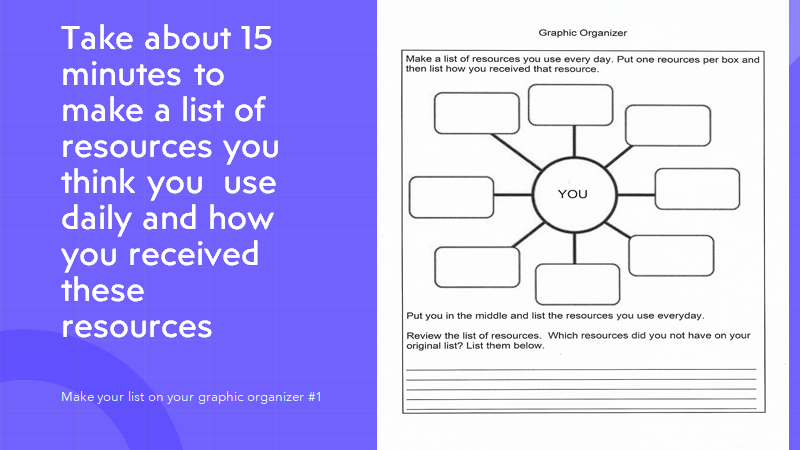 Take about 15
minutes to
make a list of
resources you
think you  use
daily and how
you received
these
resources
Make your list on your graphic organizer #1
Graphic Organizer
Make a list of resources you use every day. Put one reources per box and
then list how you received that resource.
YOU
Put you in the middle and list the resources you use everyday.
Review the list of resources.  Which resources did you not have on your
original list? List them below.